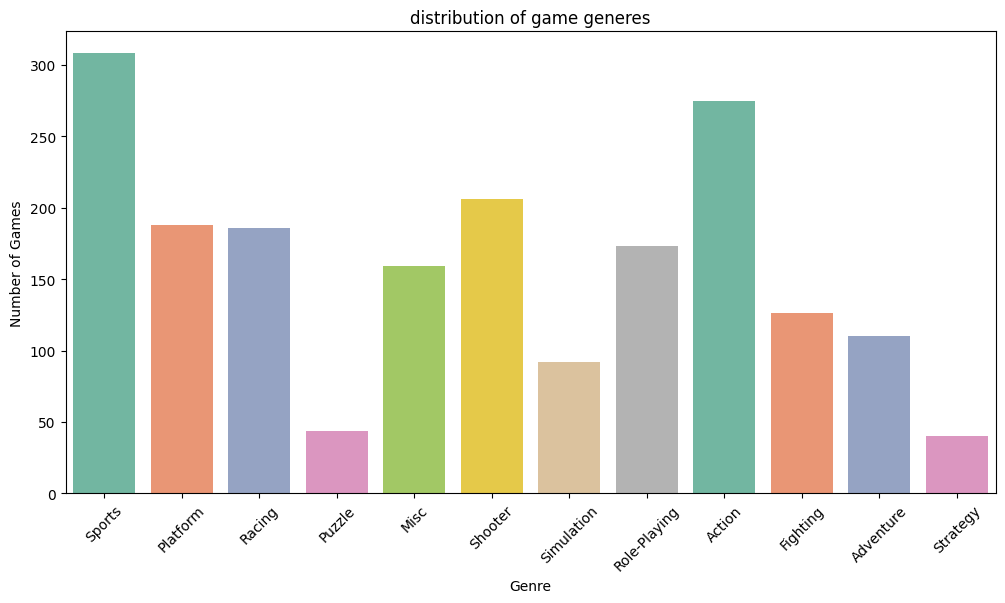 distribution of game generes
Number of Games
300
250
200
150
100
50
0
Sports
Platform
Racing
Puzzle
Misc
Shooter
Simulation
Role-Playing
Action
Fighting
Adventure
Strategy
Genre